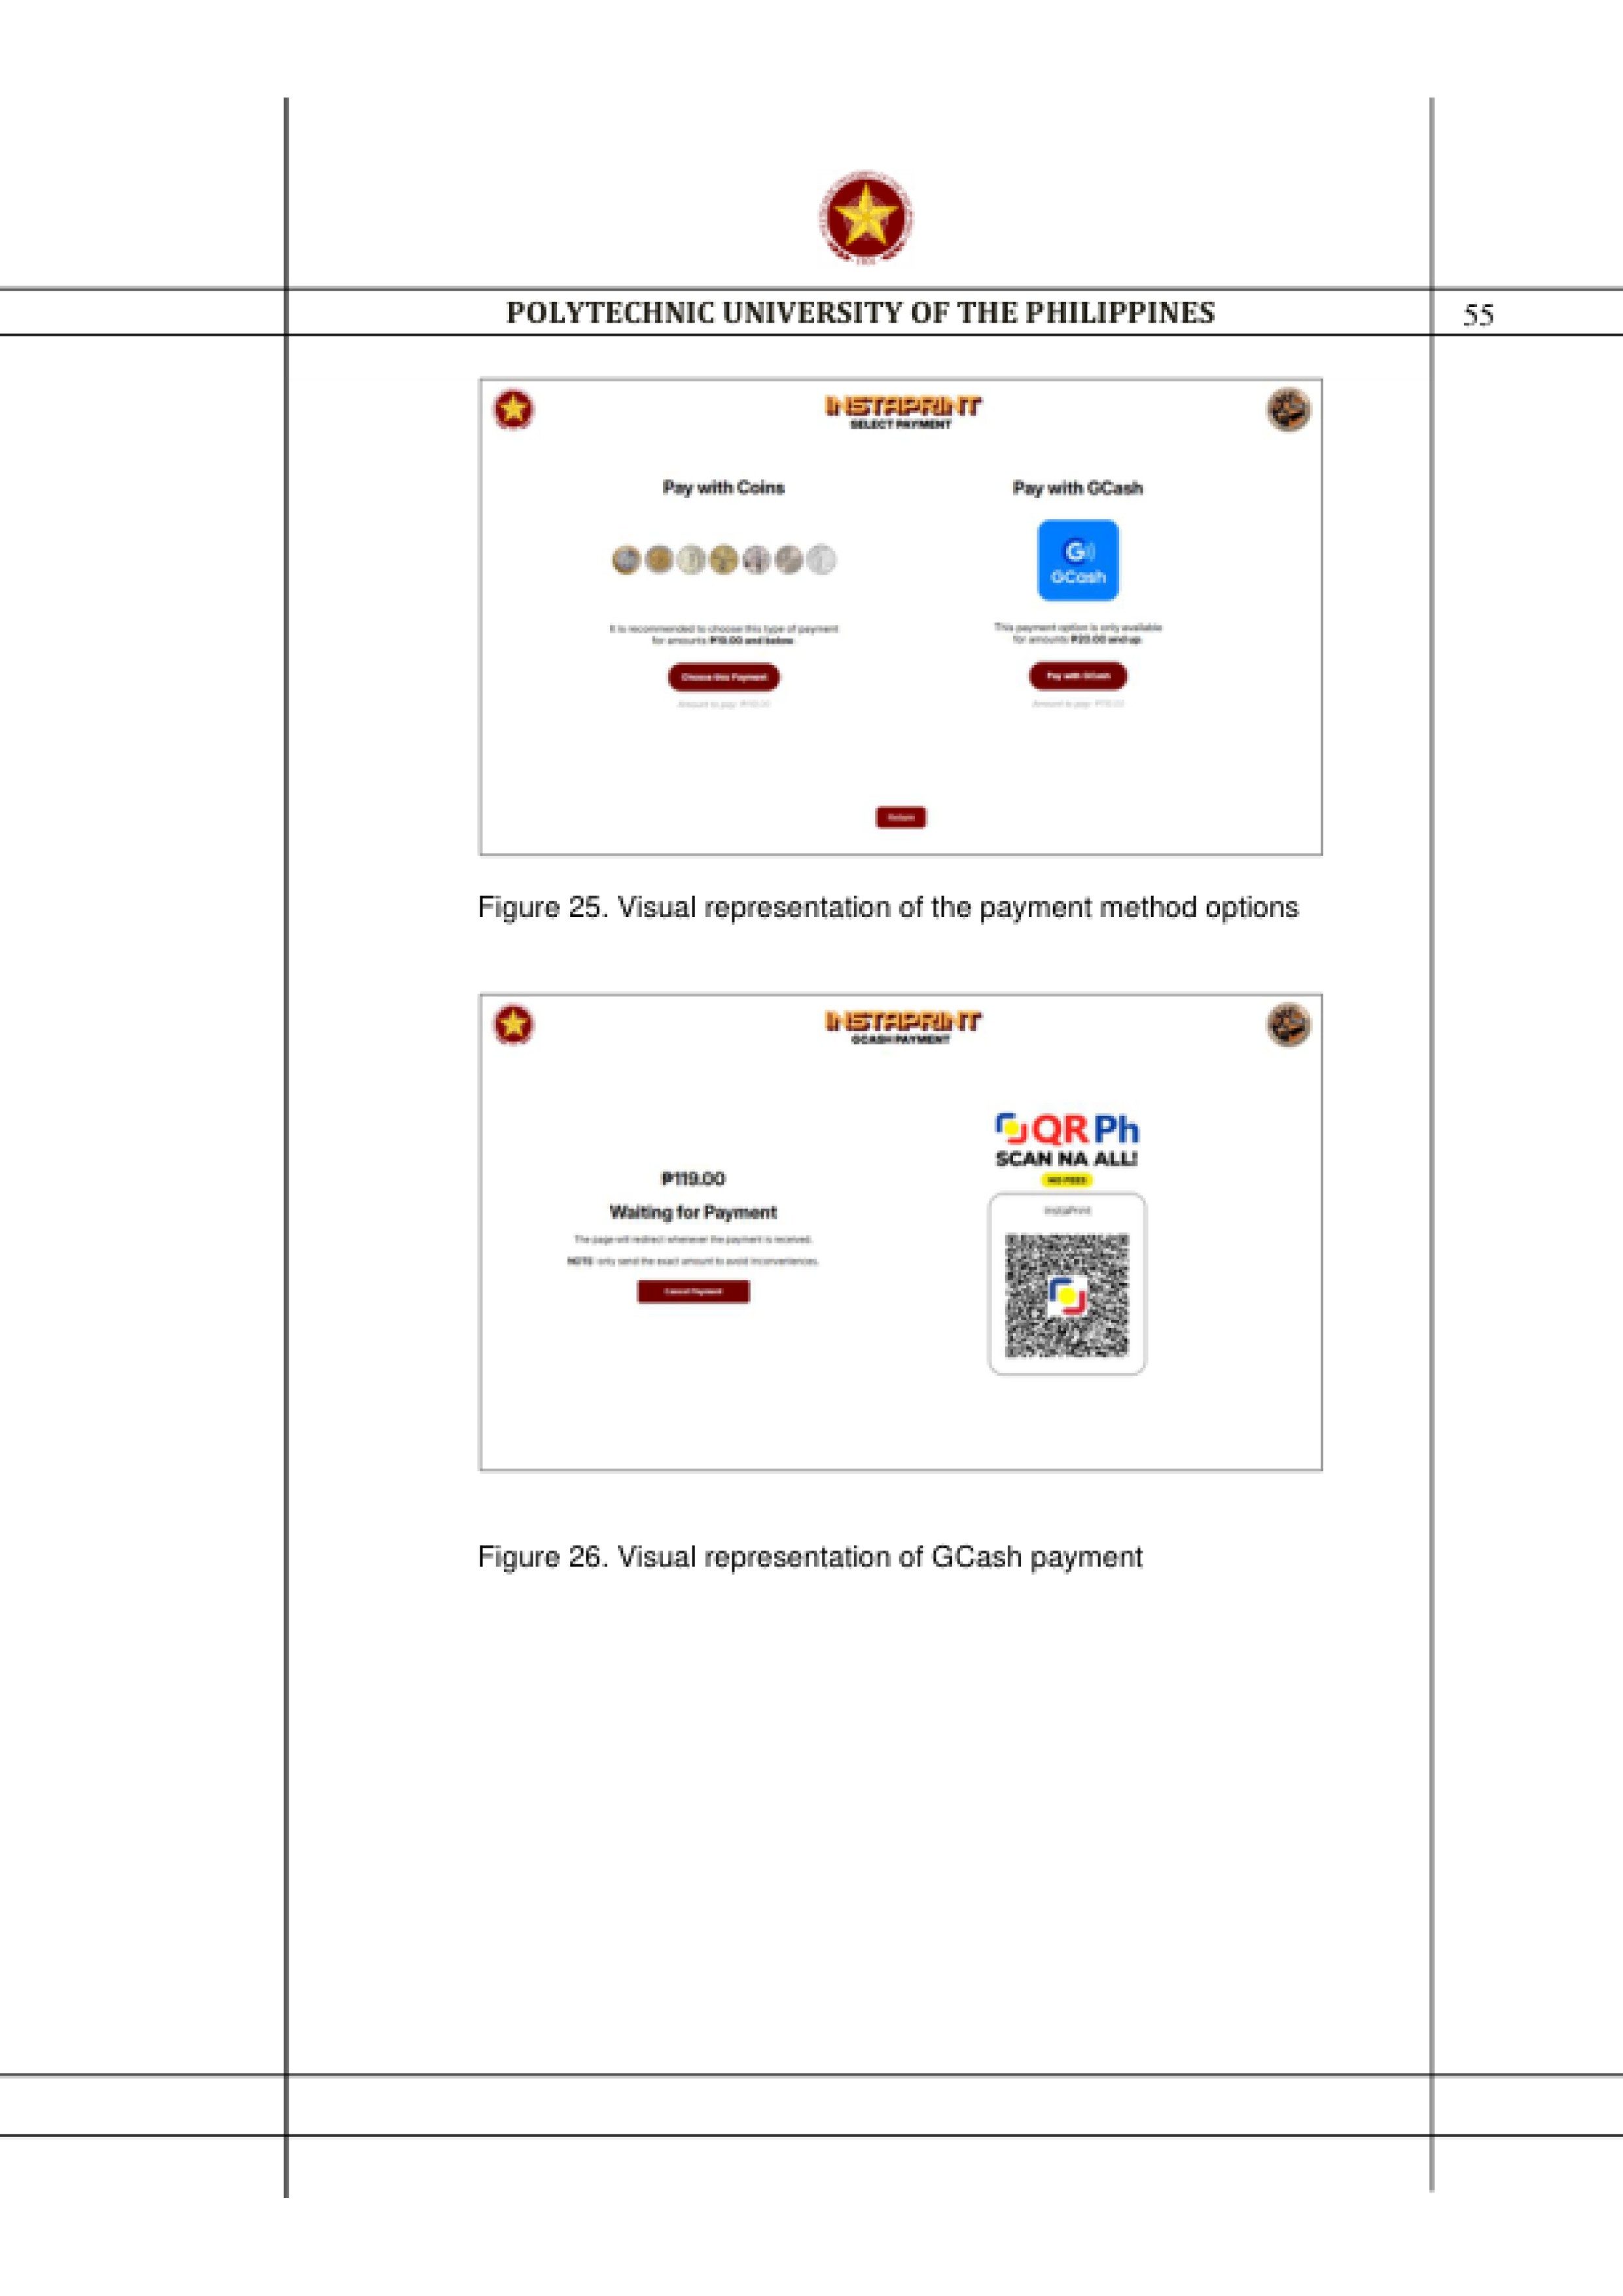 POLYTECHNIC UNIVERSITY OF THE PHILIPPINES
55
INSTAPRINT
SELECT PAYMENT
Pay with Coins
Pay with GCash
G
GCash
It is recommended to choose this type of payment
for amounts ₱19.00 and below.
This payment option is only available
for amounts ₱20.00 and up.
Choose this Payment
Pay with GCash
Amount to pay:
Amount to pay:
Return
Figure 25. Visual representation of the payment method options
INSTAPRINT
GCASH PAYMENT
QR Ph
SCAN NA ALL!
NO FEES
InstaPrint
₱119.00
Waiting for Payment
The page will redirect whenever the payment is received.
NOTE: only send the exact amount to avoid inconveniences.
Cancel Payment
Figure 26. Visual representation of GCash payment